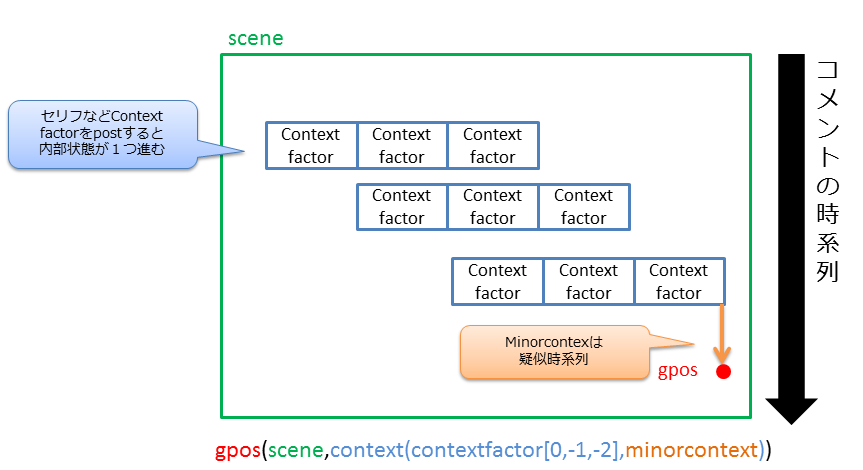 scene
セリフなどContext
factorをpostすると
内部状態が１つ進む
Context
factor
Context
factor
Context
factor
Context
factor
Context
factor
Context
factor
Context
factor
Context
factor
Context
factor
Minorcontexは
疑似時系列
gpos
コメントの時系列
gpos(scene,context(contextfactor[0,-1,-2],minorcontext))